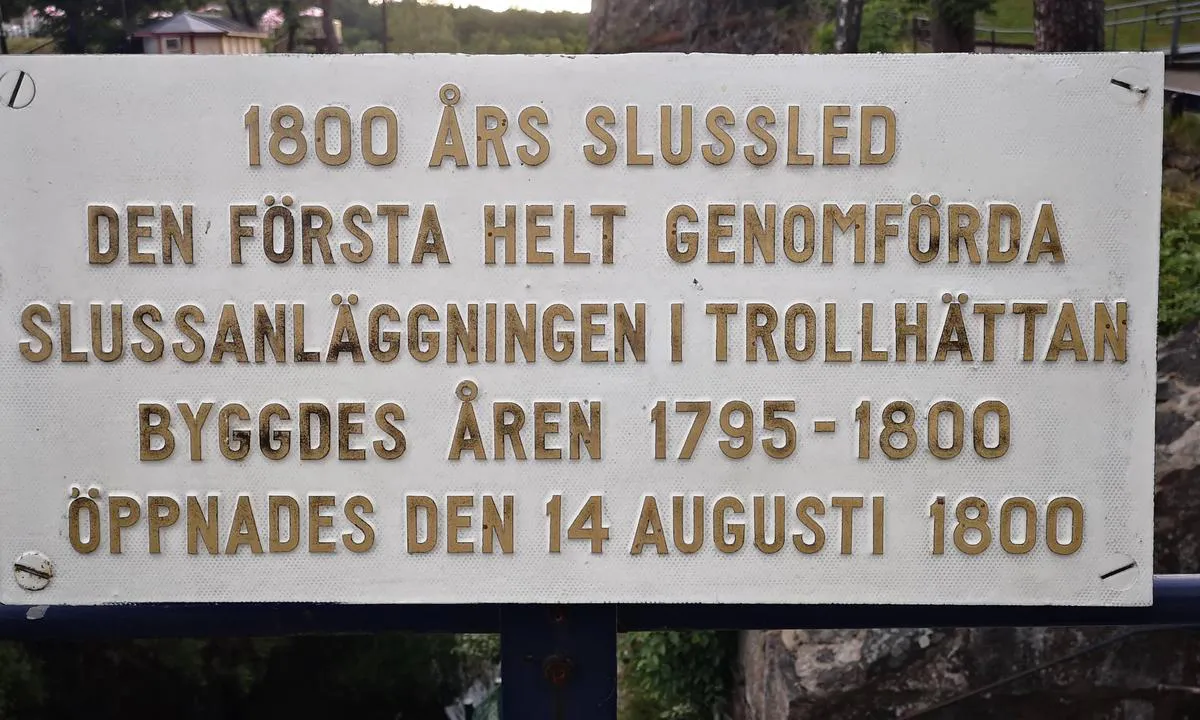 1800 ÅRS SLUSSLED
DEN FÖRSTA HELT GENOMFÖRDA
SLUSSANLÄGGNINGEN I TROLLHÄTTAN
BYGGDES ÅREN 1795-1800
ÖPPNADES DEN 14 AUGUSTI 1800